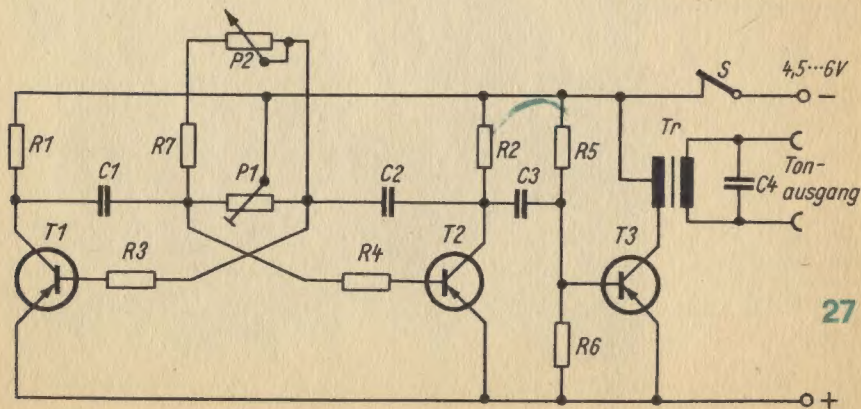 P2
S
4,5...6V
−
R1
C1
R7
P1
C2
R2
C3
R5
Tr
C4
Ton-
ausgang
T1
R3
R4
T2
T3
R6
27
+